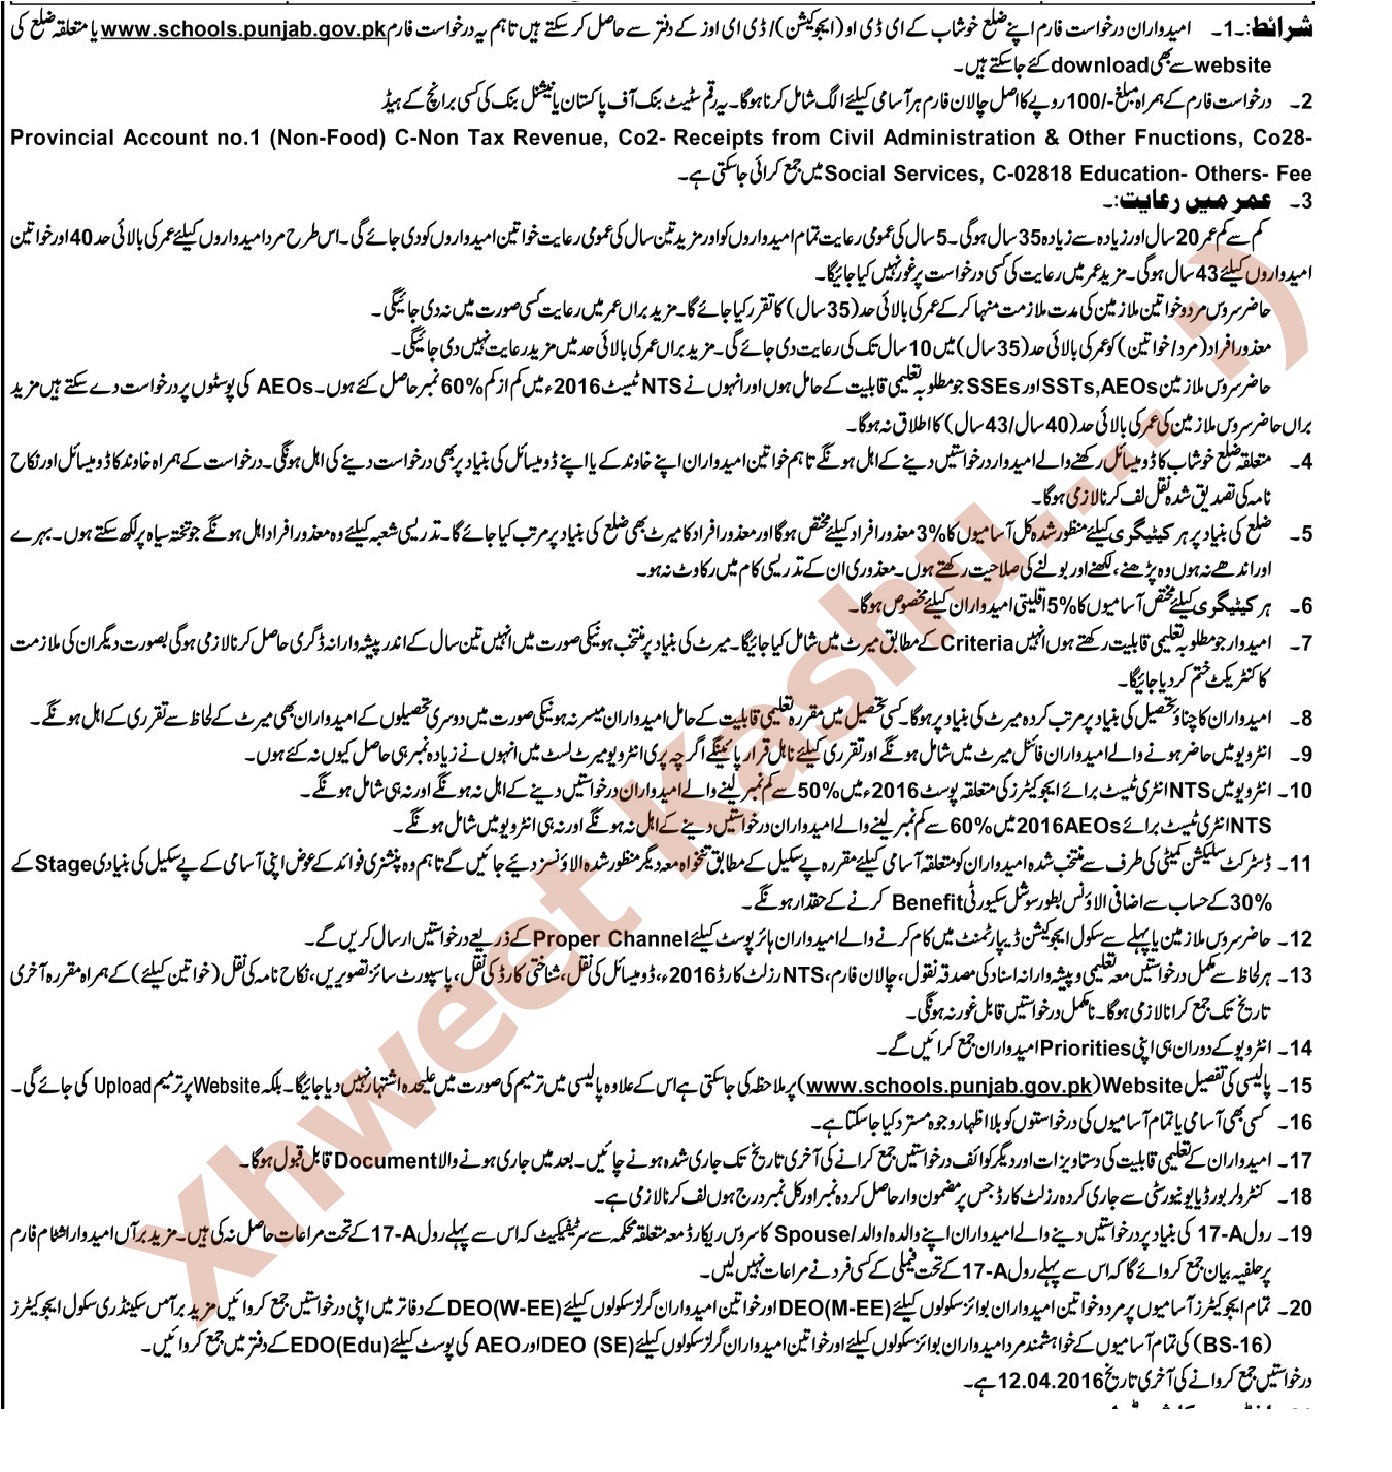 شرائط:۔1۔ امیدواران درخواست فارم اپنے ضلع خوشاب کے ای ڈی او (ایجوکیشن)/ ڈی ای اوز کے دفتر سے حاصل کر سکتے ہیں تاہم یہ درخواست فارم www.schools.punjab.gov.pk یا متعلقہ ضلع کی
website سے بھی download کئے جا سکتے ہیں۔
2۔ درخواست فارم کے ہمراہ مبلغ -/100 روپے کا اصل چالان فارم ہر آسامی کیلئے الگ شامل کرنا ہوگا۔ یہ رقم سٹیٹ بنک آف پاکستان یا نیشنل بنک کی کسی برانچ کے ہیڈ
Provincial Account no.1 (Non-Food) C-Non Tax Revenue, Co2- Receipts from Civil Administration & Other Fnuctions, Co28-
Social Services, C-02818 Education- Others- Fee میں جمع کرائی جا سکتی ہے۔
3۔ عمر میں رعایت:۔
کم سے کم عمر 20 سال اور زیادہ سے زیادہ 35 سال ہوگی۔ 5 سال کی عمومی رعایت تمام امیدواروں کو اور مزید تین سال کی عمومی رعایت خواتین امیدواروں کو دی جائے گی۔ اس طرح مرد امیدواروں کیلئے عمر کی بالائی حد 40 اور خواتین
امیدواروں کیلئے 43 سال ہوگی۔ مزید عمر میں رعایت کی کسی درخواست پر غور نہیں کیا جائیگا۔
حاضر سروس مرد و خواتین ملازمین کی مدت ملازمت منہا کر کے عمر کی بالائی حد (35 سال) کا تقرر کیا جائے گا۔ مزید براں عمر میں رعایت کسی صورت میں نہ دی جائیگی۔
معذور افراد (مرد/خواتین) کو عمر کی بالائی حد (35 سال) میں 10 سال تک کی رعایت دی جائے گی۔ مزید براں عمر کی بالائی حد میں مزید رعایت نہیں دی جائیگی۔
حاضر سروس ملازمین SSTs,AEOs اور SSEs جو مطلوبہ تعلیمی قابلیت کے حامل ہوں اور انہوں نے NTS ٹیسٹ 2016ء میں کم از کم 60% نمبر حاصل کئے ہوں۔ AEOs کی پوسٹوں پر درخواست دے سکتے ہیں مزید
براں حاضر سروس ملازمین کی عمر کی بالائی حد (40 سال/43 سال) کا اطلاق نہ ہوگا۔
4۔ متعلقہ ضلع خوشاب کا ڈومیسائل رکھنے والے امیدوار درخواستیں دینے کے اہل ہونگے تاہم خواتین امیدواران اپنے خاوند کے یا اپنے ڈومیسائل کی بنیاد پر بھی درخواست دینے کی اہل ہونگی۔ درخواست کے ہمراہ خاوند کا ڈومیسائل اور نکاح
نامہ کی تصدیق شدہ نقل لف کرنا لازمی ہوگا۔
5۔ ضلع کی بنیاد پر ہر کیٹیگری کیلئے منظور شدہ کل آسامیوں کا 3% معذور افراد کیلئے مختص ہوگا اور معذور افراد کا میرٹ بھی ضلع کی بنیاد پر مرتب کیا جائے گا۔ تدریسی شعبہ کیلئے وہ معذور افراد اہل ہونگے جو تختہ سیاہ پر لکھ سکتے ہوں۔ بہرے
اور اندھے نہ ہوں وہ پڑھنے، لکھنے اور بولنے کی صلاحیت رکھتے ہوں۔ معذوری ان کے تدریسی کام میں رکاوٹ نہ ہو۔
6۔ ہر کیٹیگری کیلئے مختص آسامیوں کا 5% اقلیتی امیدواران کیلئے مخصوص ہوگا۔
7۔ امیدوار جو مطلوبہ تعلیمی قابلیت رکھتے ہوں انہیں Criteria کے مطابق میرٹ میں شامل کیا جائیگا۔ میرٹ کی بنیاد پر منتخب ہونیکی صورت میں انہیں تین سال کے اندر پیشہ وارانہ ڈگری حاصل کرنا لازمی ہوگی بصورت دیگر ان کی ملازمت
کا کنٹریکٹ ختم کر دیا جائیگا۔
8۔ امیدواران کا چناؤ تحصیل کی بنیاد پر مرتب کردہ میرٹ کی بنیاد پر ہوگا۔ کسی تحصیل میں مقررہ تعلیمی قابلیت کے حامل امیدواران میسر نہ ہونیکی صورت میں دوسری تحصیلوں کے امیدواران بھی میرٹ کے لحاظ سے تقرری کے اہل ہونگے۔
9۔ انٹرویو میں حاضر ہونے والے امیدواران فائنل میرٹ میں شامل ہونگے اور تقرری کیلئے نااہل قرار پائینگے اگرچہ پری انٹرویو میرٹ لسٹ میں انہوں نے زیادہ نمبر ہی حاصل کیوں نہ کئے ہوں۔
10۔ انٹرویو میں NTS انٹری ٹیسٹ برائے ایجوکیٹرز کی متعلقہ پوسٹ 2016ء میں 50% سے کم نمبر لینے والے امیدواران درخواستیں دینے کے اہل نہ ہونگے اور نہ ہی شامل ہونگے۔
NTS انٹری ٹیسٹ برائے 2016AEOs میں 60% سے کم نمبر لینے والے امیدواران درخواستیں دینے کے اہل نہ ہونگے اور نہ ہی انٹرویو میں شامل ہونگے۔
11۔ ڈسٹرکٹ سلیکشن کمیٹی کی طرف سے منتخب شدہ امیدواران کو متعلقہ آسامی کیلئے مقررہ پے سکیل کے مطابق تنخواہ معہ دیگر منظور شدہ الاؤنسز دیئے جائیں گے تاہم وہ پنشنری فوائد کے عوض اپنی آسامی کے پے سکیل کی بنیادی Stage کے
30% کے حساب سے اضافی الاؤنس بطور سوشل سکیورٹی Benefit کرنے کے حقدار ہونگے۔
12۔ حاضر سروس ملازمین یا پہلے سے سکول ایجوکیشن ڈیپارٹمنٹ میں کام کرنے والے امیدواران ہائر پوسٹ کیلئے Proper Channel کے ذریعے درخواستیں ارسال کریں گے۔
13۔ ہر لحاظ سے مکمل درخواستیں معہ تعلیمی و پیشہ وارانہ اسناد کی مصدقہ نقول، چالان فارم، NTS رزلٹ کارڈ 2016ء، ڈومیسائل کی نقل، شناختی کارڈ کی نقل، پاسپورٹ سائز تصویریں، نکاح نامہ کی نقل (خواتین کیلئے) کے ہمراہ مقررہ آخری
تاریخ تک جمع کرانا لازمی ہوگا۔ نامکمل درخواستیں قابل غور نہ ہونگی۔
14۔ انٹرویو کے دوران ہی اپنی Priorities امیدواران جمع کرائیں گے۔
15۔ پالیسی کی تفصیل Website (www.schools.punjab.gov.pk) پر ملاحظہ کی جاسکتی ہے اس کے علاوہ پالیسی میں ترمیم کی صورت میں علیحدہ اشتہار نہیں دیا جائیگا۔ بلکہ Website پر ترمیم Upload کی جائے گی۔
16۔ کسی بھی آسامی یا تمام آسامیوں کی درخواستوں کو بلا اظہار وجوہ مسترد کیا جاسکتا ہے۔
17۔ امیدواران کے تعلیمی قابلیت کی دستاویزات اور دیگر کوائف درخواستیں جمع کرانے کی آخری تاریخ تک جاری شدہ ہونے چاہئیں۔ بعد میں جاری ہونے والا Document قابل قبول ہوگا۔
18۔ کنٹرولر بورڈ یا یونیورسٹی سے جاری کردہ رزلٹ کارڈ جس پر مضمون وار حاصل کردہ نمبر اور کل نمبر درج ہوں لف کرنا لازمی ہے۔
19۔ رول 17-A کی بنیاد پر درخواستیں دینے والے امیدواران اپنے والدہ/والد/Spouse کا سروس ریکارڈ معہ متعلقہ محکمہ سے سرٹیفیکیٹ کہ اس سے پہلے رول 17-A کے تحت مراعات حاصل نہ کی ہیں۔ مزید برآں امیدوار اشٹام فارم
پر حلفیہ بیان جمع کروائے گا کہ اس سے پہلے رول 17-A کے تحت فیملی کے کسی فرد نے مراعات نہیں لیں۔
20۔ تمام ایجوکیٹرز آسامیوں پر مرد و خواتین امیدواران بوائز سکولوں کیلئے DEO(M-EE) اور خواتین امیدواران گرلز سکولوں کیلئے DEO(W-EE) کے دفاتر میں اپنی درخواستیں جمع کروائیں مزید برآں سیکنڈری سکول ایجوکیٹرز
(BS-16) کی تمام آسامیوں کے خواہشمند مرد امیدواران بوائز سکولوں کیلئے اور خواتین امیدواران گرلز سکولوں کیلئے DEO (SE) اور AEO کی پوسٹ کیلئے EDO(Edu) کے دفتر میں جمع کروائیں۔
درخواستیں جمع کروانے کی آخری تاریخ 12.04.2016 ہے۔
Xhweet Kashu... :)